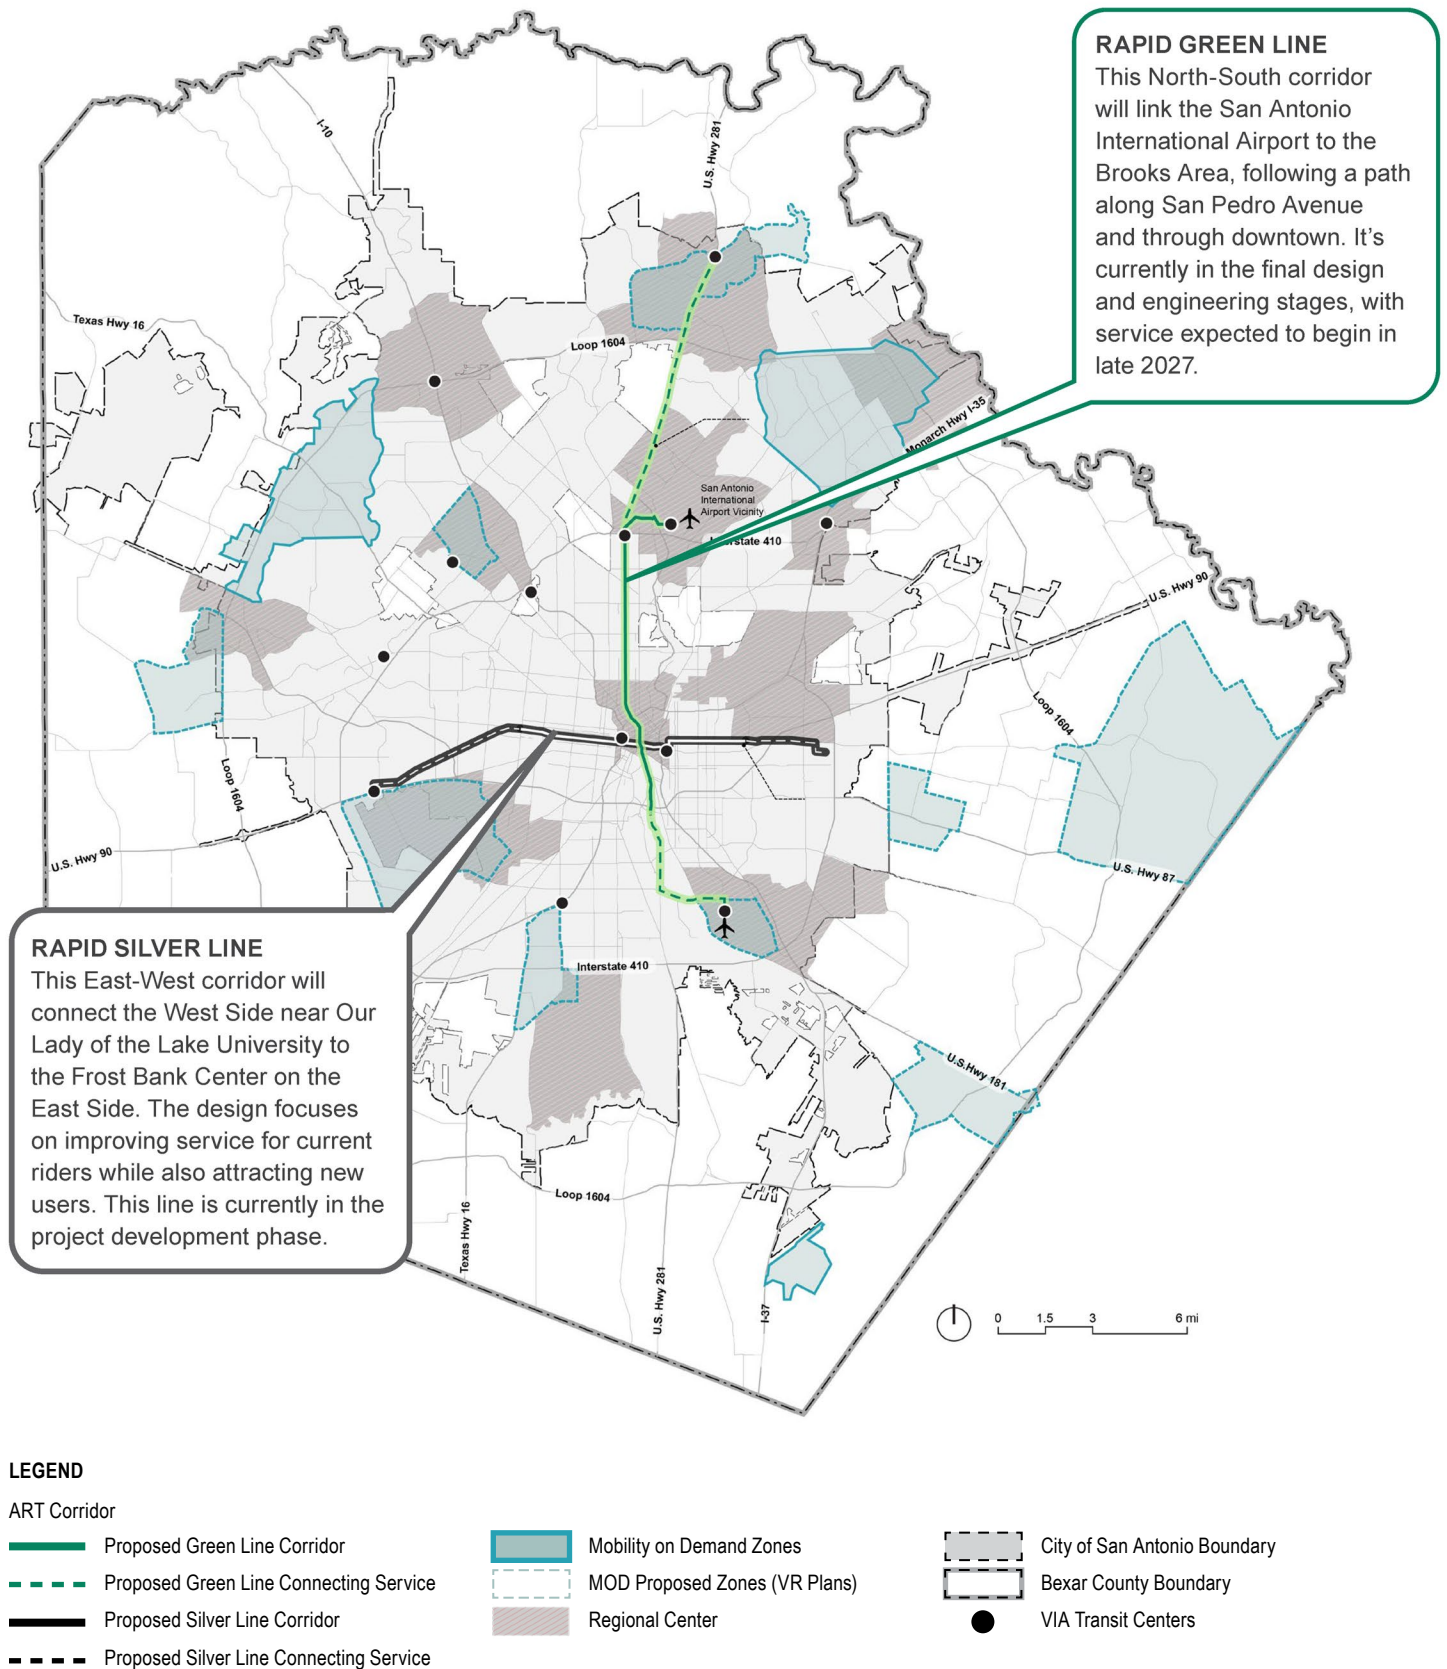 RAPID GREEN LINE
This North-South corridor
will link the San Antonio
International Airport to the
Brooks Area, following a path
along San Pedro Avenue
and through downtown. It's
currently in the final design
and engineering stages, with
service expected to begin in
late 2027.
I-10
U.S. Hwy 281
Texas Hwy 16
Loop 1604
Monarch Hwy I-35
San Antonio
International
Airport Vicinity
Interstate 410
U.S. Hwy 90
Loop 1604
Loop 1604
U.S. Hwy 90
U.S. Hwy 87
RAPID SILVER LINE
This East-West corridor will
connect the West Side near Our
Lady of the Lake University to
the Frost Bank Center on the
East Side. The design focuses
on improving service for current
riders while also attracting new
users. This line is currently in the
project development phase.
Interstate 410
U.S.Hwy 181
Loop 1604
Texas Hwy 16
U.S. Hwy 281
I-37
0 1.5 3 6 mi
LEGEND
ART Corridor
Proposed Green Line Corridor
Proposed Green Line Connecting Service
Proposed Silver Line Corridor
Proposed Silver Line Connecting Service
Mobility on Demand Zones
MOD Proposed Zones (VR Plans)
Regional Center
City of San Antonio Boundary
Bexar County Boundary
VIA Transit Centers